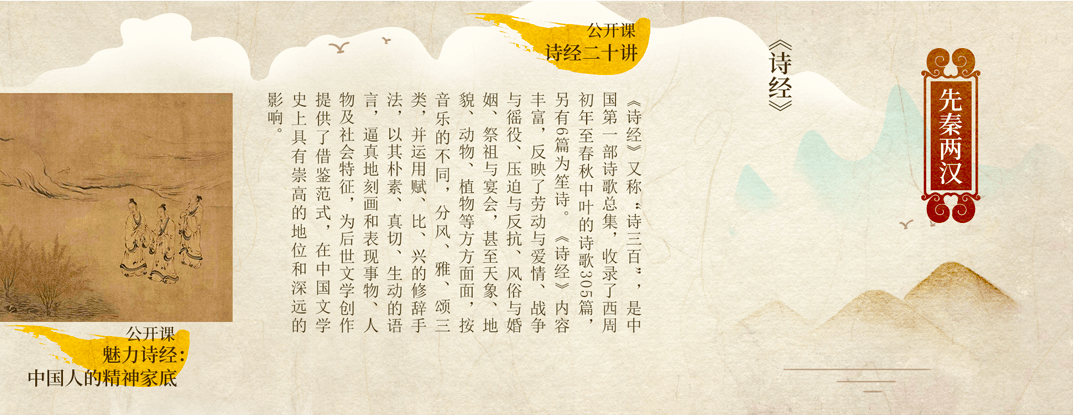 先秦两汉
《诗经》
公开课
诗经二十讲
《诗经》又称“诗三百”，是中
国第一部诗歌总集，收录了西周
初年至春秋中叶的诗歌305篇，
另有6篇为笙诗。《诗经》内容
丰富，反映了劳动与爱情、战争
与徭役、压迫与反抗、风俗与婚
姻、祭祖与宴会，甚至天象、地
貌、动物、植物等方方面面，按
音乐的不同，分风、雅、颂三
类，并运用赋、比、兴的修辞手
法，以其朴素、真切、生动的语
言，逼真地刻画和表现事物、人
物及社会特征，为后世文学创作
提供了借鉴范式，在中国文学
史上具有崇高的地位和深远的
影响。
公开课
魅力诗经：
中国人的精神家底